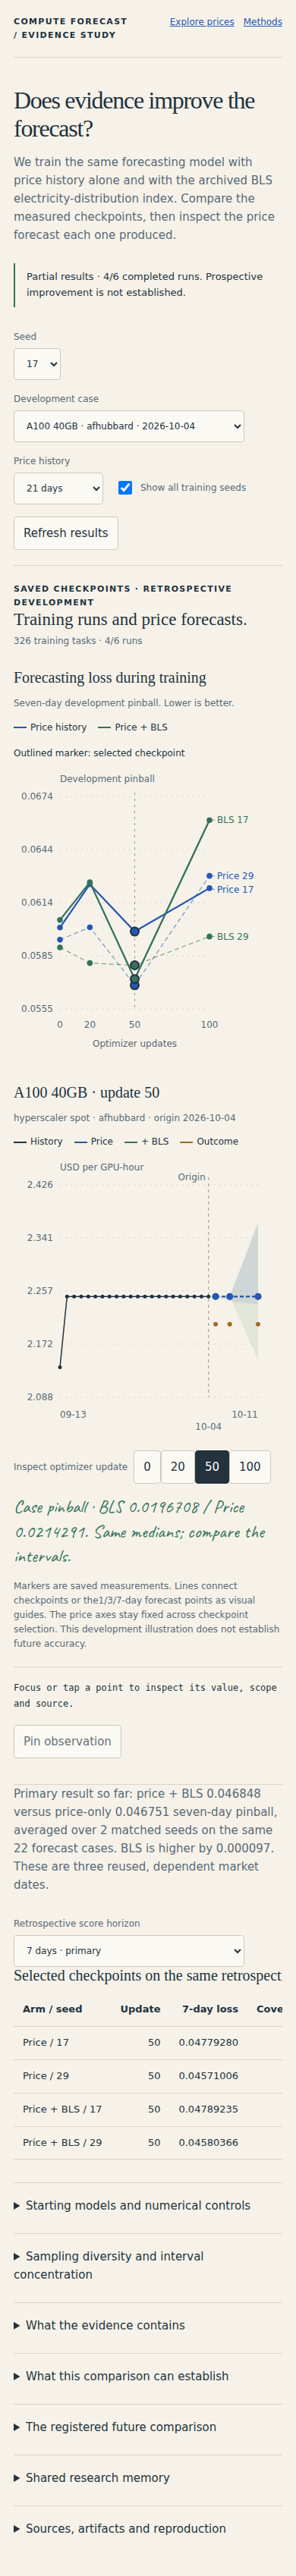 COMPUTE FORECAST
/ EVIDENCE STUDY
Explore prices
Methods
Does evidence improve the
forecast?
We train the same forecasting model with
price history alone and with the archived BLS
electricity-distribution index. Compare the
measured checkpoints, then inspect the price
forecast each one produced.
Partial results · 4/6 completed runs. Prospective
improvement is not established.
Seed
17
Development case
A100 40GB · afhubbard · 2026-10-04
Price history
21 days
Show all training seeds
Refresh results
SAVED CHECKPOINTS · RETROSPECTIVE
DEVELOPMENT
Training runs and price forecasts.
326 training tasks · 4/6 runs
Forecasting loss during training
Seven-day development pinball. Lower is better.
Price history
Price + BLS
Outlined marker: selected checkpoint
Development pinball
0.0674
0.0644
0.0614
0.0585
0.0555
BLS 17
Price 29
Price 17
BLS 29
0
20
50
100
Optimizer updates
A100 40GB · update 50
hyperscaler spot · afhubbard · origin 2026-10-04
History
Price
+ BLS
Outcome
USD per GPU-hour
Origin
2.426
2.341
2.257
2.172
2.088
09-13
10-04
10-11
Inspect optimizer update
0
20
50
100
Case pinball · BLS 0.0196708 / Price
0.0214291. Same medians; compare the
intervals.
Markers are saved measurements. Lines connect
checkpoints or the1/3/7-day forecast points as visual
guides. The price axes stay fixed across checkpoint
selection. This development illustration does not establish
future accuracy.
Focus or tap a point to inspect its value, scope
and source.
Pin observation
Primary result so far: price + BLS 0.046848
versus price-only 0.046751 seven-day pinball,
averaged over 2 matched seeds on the same
22 forecast cases. BLS is higher by 0.000097.
These are three reused, dependent market
dates.
Retrospective score horizon
7 days · primary
Selected checkpoints on the same retrospect
Arm / seed Update 7-day loss Cove
Price / 17 50 0.04779280
Price / 29 50 0.04571006
Price + BLS / 17 50 0.04789235
Price + BLS / 29 50 0.04580366
Starting models and numerical controls
Sampling diversity and interval
concentration
What the evidence contains
What this comparison can establish
The registered future comparison
Shared research memory
Sources, artifacts and reproduction